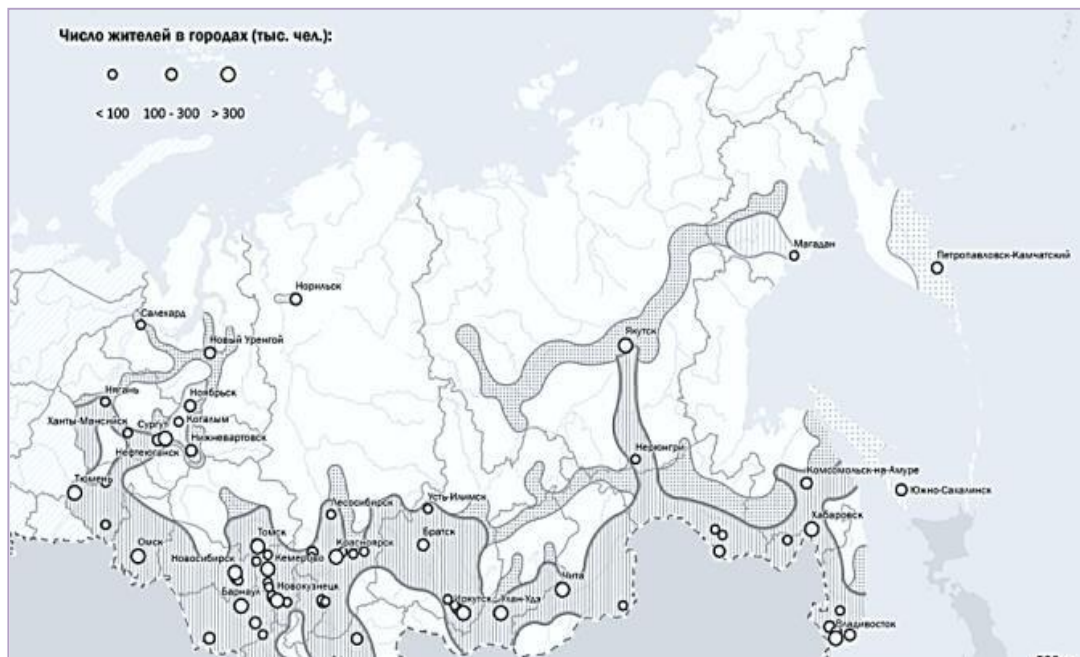 Число жителей в городах (тыс. чел.):
< 100 100 - 300 > 300
Магадан
Петропавловск-Камчатский
Норильск
Салехард
Якутск
Новый Уренгой
Нягань
Ноябрьск
Ханты-Мансийск
Сургут
Когалым
Нижневартовск
Нефтеюганск
Нерюнгри
Тюмень
Комсомольск-на-Амуре
Южно-Сахалинск
Лесосибирск
Усть-Илимск
Хабаровск
Омск
Томск
Красноярск
Братск
Новосибирск
Кемерово
Чита
Барнаул
Новокузнецк
Иркутск
Улан-Удэ
Владивосток